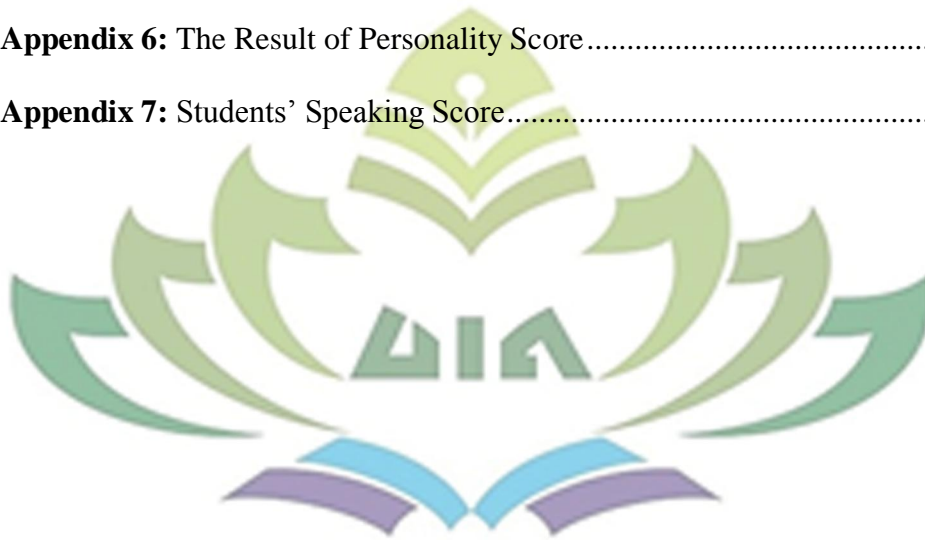 Appendix 6: The Result of Personality Score........................................
Appendix 7: Students’ Speaking Score..................................................
UIN